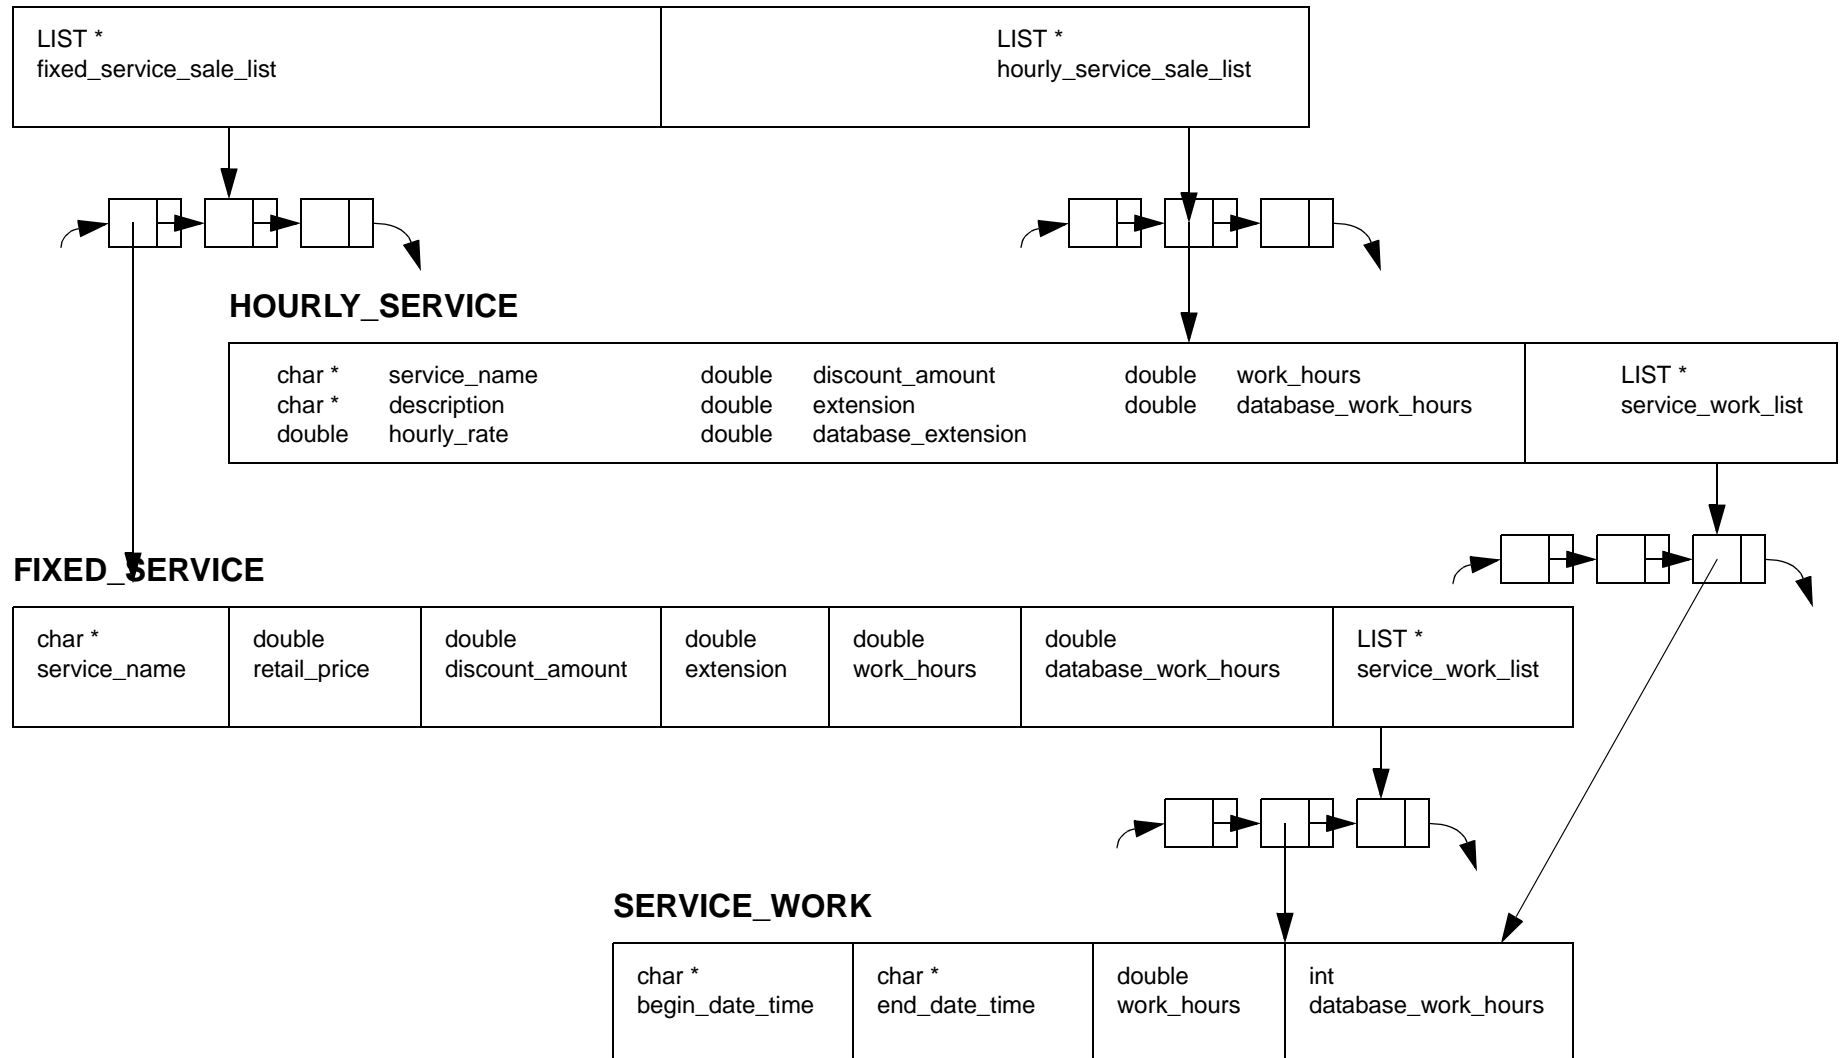 LIST *
fixed_service_sale_list
LIST *
hourly_service_sale_list
HOURLY_SERVICE
char * service_name double discount_amount double work_hours
char * description double extension double database_work_hours
double hourly_rate double database_extension
LIST *
service_work_list
FIXED_SERVICE
char *
service_name
double
retail_price
double
discount_amount
double
extension
double
work_hours
double
database_work_hours
LIST *
service_work_list
SERVICE_WORK
char *
begin_date_time
char *
end_date_time
double
work_hours
int
database_work_hours